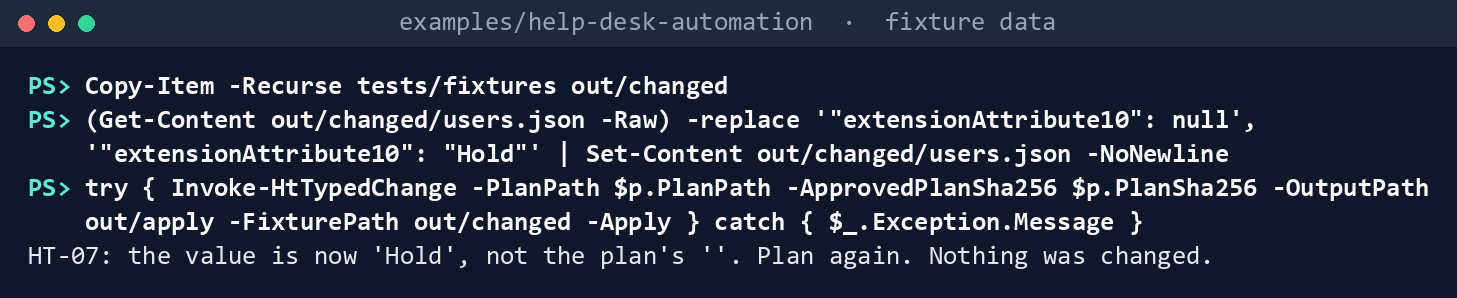 examples/help-desk-automation · fixture data
PS> Copy-Item -Recurse tests/fixtures out/changed
PS> (Get-Content out/changed/users.json -Raw) -replace '"extensionAttribute10": null',
'"extensionAttribute10": "Hold"' | Set-Content out/changed/users.json -NoNewline
PS> try { Invoke-HtTypedChange -PlanPath $p.PlanPath -ApprovedPlanSha256 $p.PlanSha256 -OutputPath
out/apply -FixturePath out/changed -Apply } catch { $_.Exception.Message }
HT-07: the value is now 'Hold', not the plan's ''. Plan again. Nothing was changed.